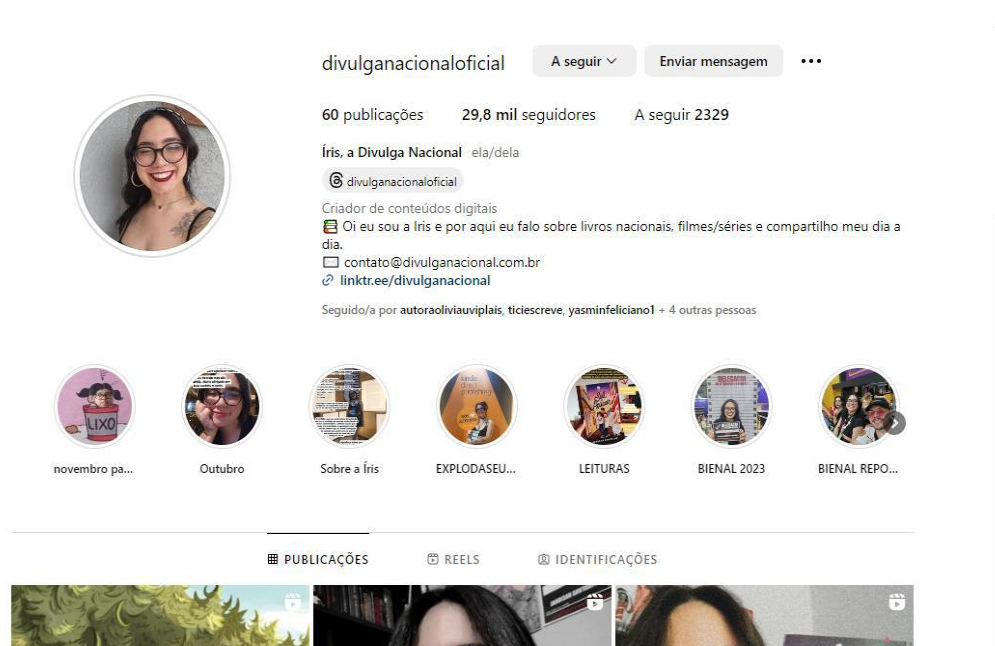 divulganacionaloficial A seguir Enviar mensagem
60 publicações 29,8 mil seguidores A seguir 2329
Íris, a Divulga Nacional ela/dela
divulganacionaloficial
Criador de conteúdos digitais
Oi eu sou a Iris e por aqui eu falo sobre livros nacionais, filmes/séries e compartilho meu dia a
dia.
contato@divulganacional.com.br
linktr.ee/divulganacional
Seguido/a por autoraoliviauviplais, ticiescreve, yasminfeliciano1 + 4 outras pessoas
LIXO
kindle
direct
publishing
novembro pa... Outubro Sobre a Íris EXPLODASEU... LEITURAS BIENAL 2023 BIENAL REPO...
PUBLICAÇÕES REELS IDENTIFICAÇÕES